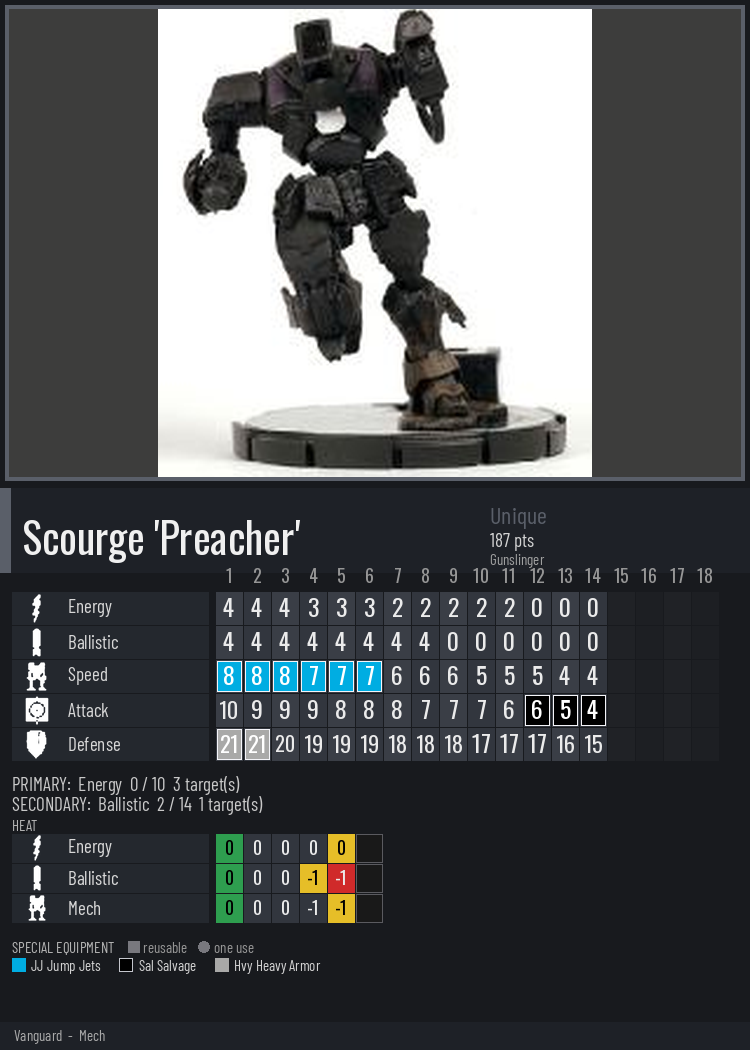 Scourge 'Preacher'
Unique
187 pts
Gunslinger
1 2 3 4 5 6 7 8 9 10 11 12 13 14 15 16 17 18
Energy 4 4 4 3 3 3 2 2 2 2 2 0 0 0
Ballistic 4 4 4 4 4 4 4 4 0 0 0 0 0 0
Speed 8 8 8 7 7 7 6 6 6 5 5 5 4 4
Attack 10 9 9 9 8 8 8 7 7 7 6 6 5 4
Defense 21 21 20 19 19 19 18 18 18 17 17 17 16 15
PRIMARY: Energy 0 / 10 3 target(s)
SECONDARY: Ballistic 2 / 14 1 target(s)
HEAT
Energy 0 0 0 0 0
Ballistic 0 0 0 -1 -1
Mech 0 0 0 -1 -1
SPECIAL EQUIPMENT reusable one use
JJ Jump Jets Sal Salvage Hvy Heavy Armor
Vanguard - Mech